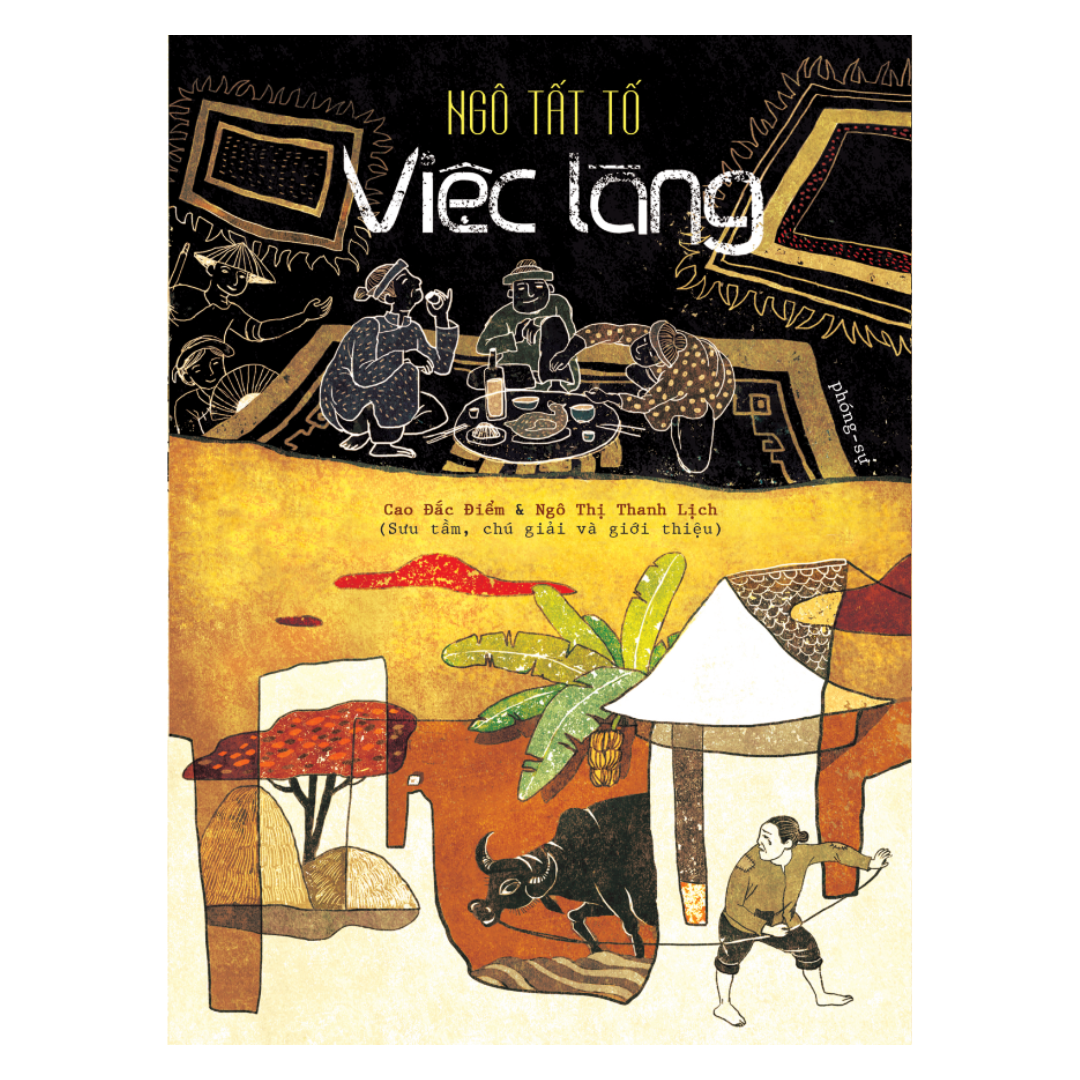 NGÔ TẤT TỐ
Việc làng
phóng-sự
Cao Đắc Điểm & Ngô Thị Thanh Lịch
(Sưu tầm, chú giải và giới thiệu)